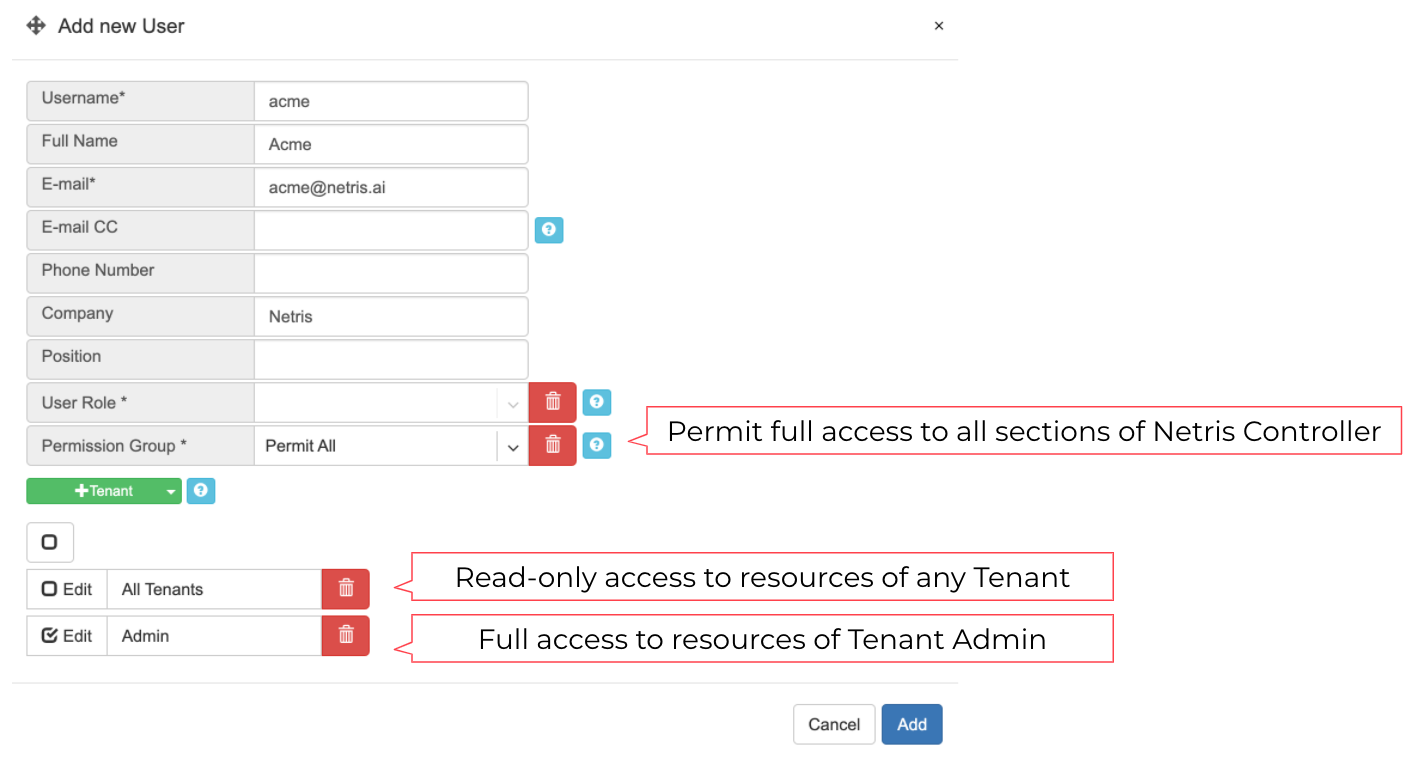 Add new User ×
Username* acme
Full Name Acme
E-mail* acme@netris.ai
E-mail CC ?
Phone Number
Company Netris
Position
User Role * ?
Permission Group * Permit All ?
Permit full access to all sections of Netris Controller
+Tenant ?
Edit All Tenants
Read-only access to resources of any Tenant
Edit Admin
Full access to resources of Tenant Admin
Cancel Add